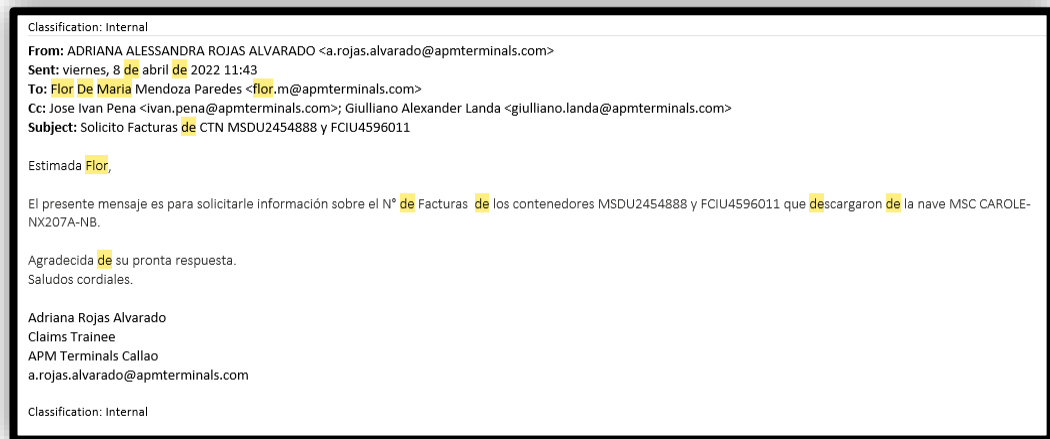 Classification: Internal
From: ADRIANA ALESSANDRA ROJAS ALVARADO <a.rojas.alvarado@apmterminals.com>
Sent: viernes, 8 de abril de 2022 11:43
To: Flor De Maria Mendoza Paredes <flor.m@apmterminals.com>
Cc: Jose Ivan Pena <ivan.pena@apmterminals.com>; Giulliano Alexander Landa <giulliano.landa@apmterminals.com>
Subject: Solicito Facturas de CTN MSDU2454888 y FCIU4596011
Estimada Flor,
El presente mensaje es para solicitarle información sobre el N° de Facturas de los contenedores MSDU2454888 y FCIU4596011 que descargaron de la nave MSC CAROLE-
NX207A-NB.
Agradecida de su pronta respuesta.
Saludos cordiales.
Adriana Rojas Alvarado
Claims Trainee
APM Terminals Callao
a.rojas.alvarado@apmterminals.com
Classification: Internal